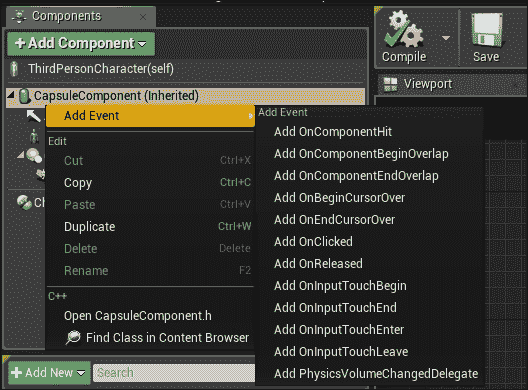 Components
Add Component
ThirdPersonCharacter(self)
CapsuleComponent (Inherited)
Add Event
Edit
Cut Ctrl+X
Copy Ctrl+C
Paste Ctrl+V
Duplicate Ctrl+W
Delete Delete
Rename F2
C++
Open CapsuleComponent.h
Find Class in Content Browser
Add Event
Add OnComponentHit
Add OnComponentBeginOverlap
Add OnComponentEndOverlap
Add OnBeginCursorOver
Add OnEndCursorOver
Add OnClicked
Add OnReleased
Add OnInputTouchBegin
Add OnInputTouchEnd
Add OnInputTouchEnter
Add OnInputTouchLeave
Add PhysicsVolumeChangedDelegate
Compile
Save
Viewport
Ch
Add New
Search